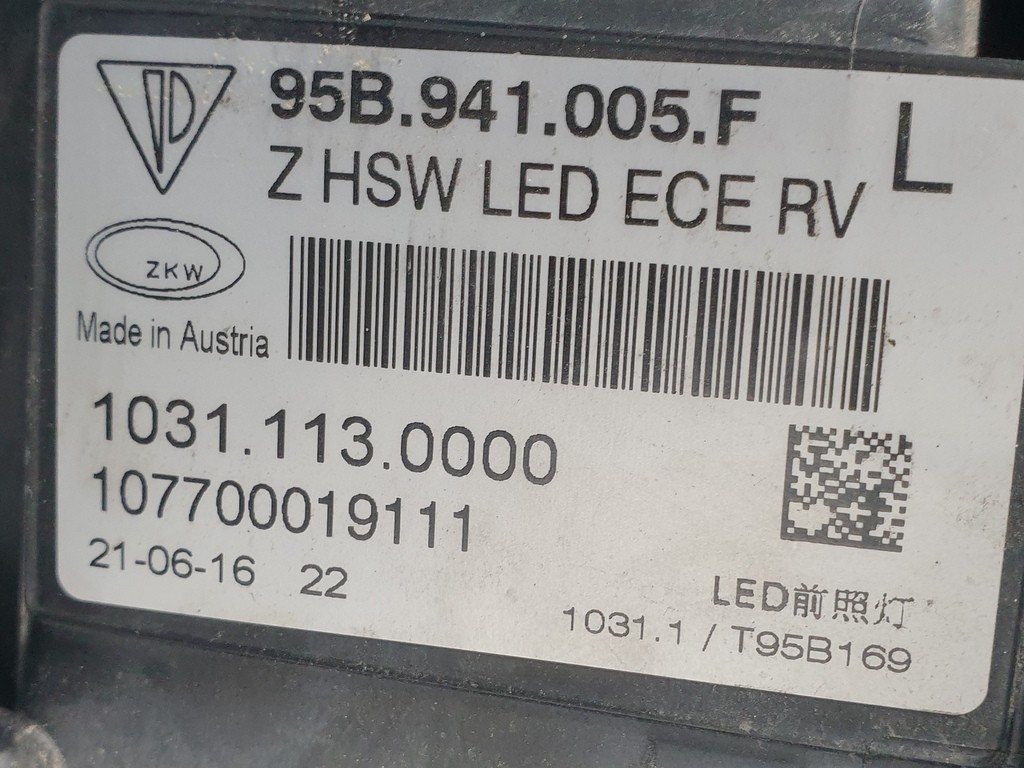 95B.941.005.F L
Z HSW LED ECE RV
ZKW
Made in Austria
1031.113.0000
107700019111
21-06-16 22
LED前照灯
1031.1 / T95B169